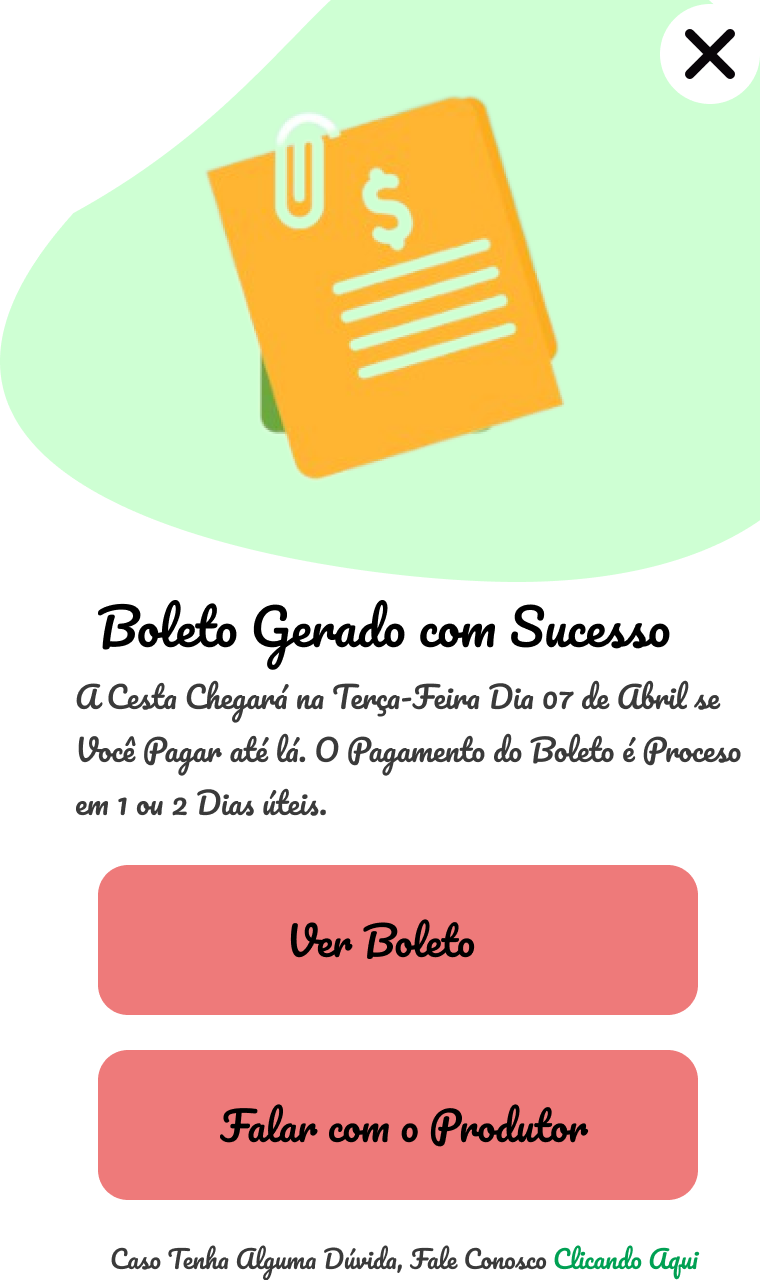 $
Boleto Gerado com Sucesso
A Cesta Chegará na Terça-Feira Dia 07 de Abril se
Você Pagar até lá. O Pagamento do Boleto é Proceso
em 1 ou 2 Dias úteis.
Ver Boleto
Falar com o Produtor
Caso Tenha Alguma Dúvida, Fale Conosco Clicando Aqui